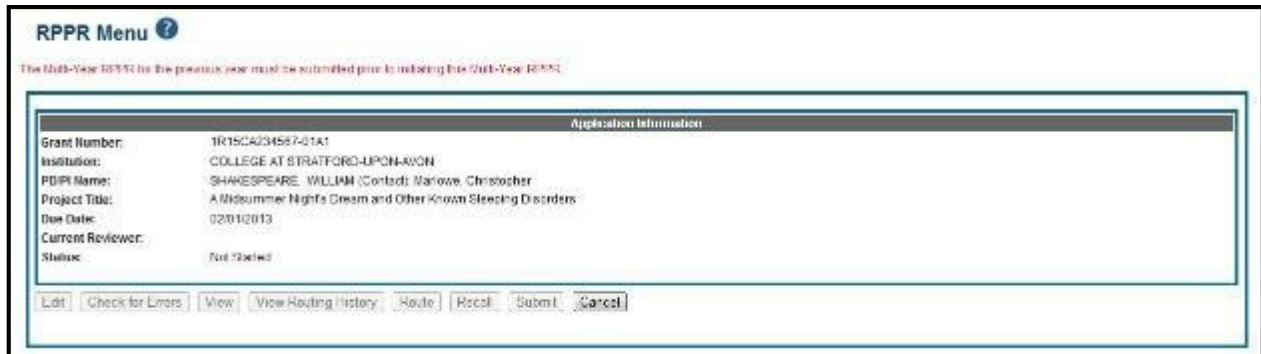 RPPR Menu ?
The Multi-Year RPPR for the previous year must be submitted prior to initiating this Multi-Year RPPR.
Application Information
Grant Number: 1R15CA234567-01A1
Institution: COLLEGE AT STRATFORD-UPON-AVON
PD/PI Name: SHAKESPEARE, WILLIAM (Contact); Marlowe, Christopher
Project Title: A Midsummer Night's Dream and Other Known Sleeping Disorders
Due Date: 02/01/2013
Current Reviewer:
Status: Not Started
Edit Check for Errors View View Routing History Route Recall Submit Cancel